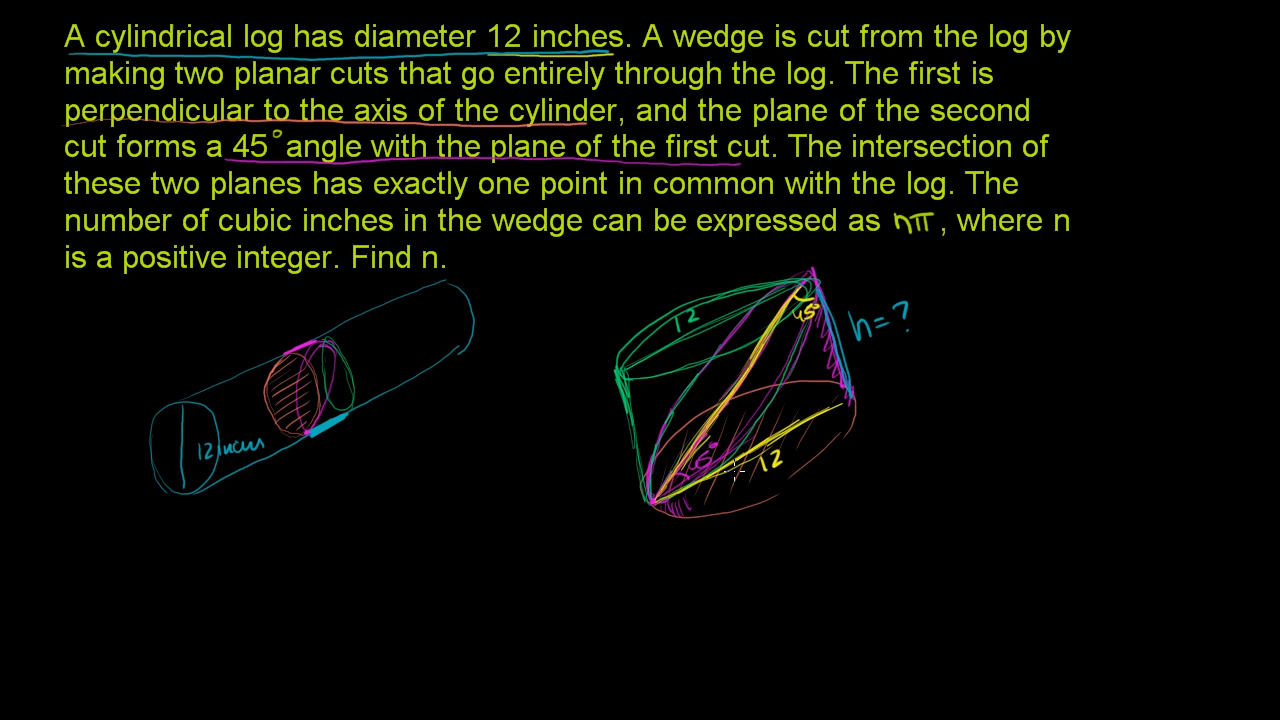 A cylindrical log has diameter 12 inches. A wedge is cut from the log by
making two planar cuts that go entirely through the log. The first is
perpendicular to the axis of the cylinder, and the plane of the second
cut forms a 45° angle with the plane of the first cut. The intersection of
these two planes has exactly one point in common with the log. The
number of cubic inches in the wedge can be expressed as nπ, where n
is a positive integer. Find n.
12
45°
h=?
12
45°
12